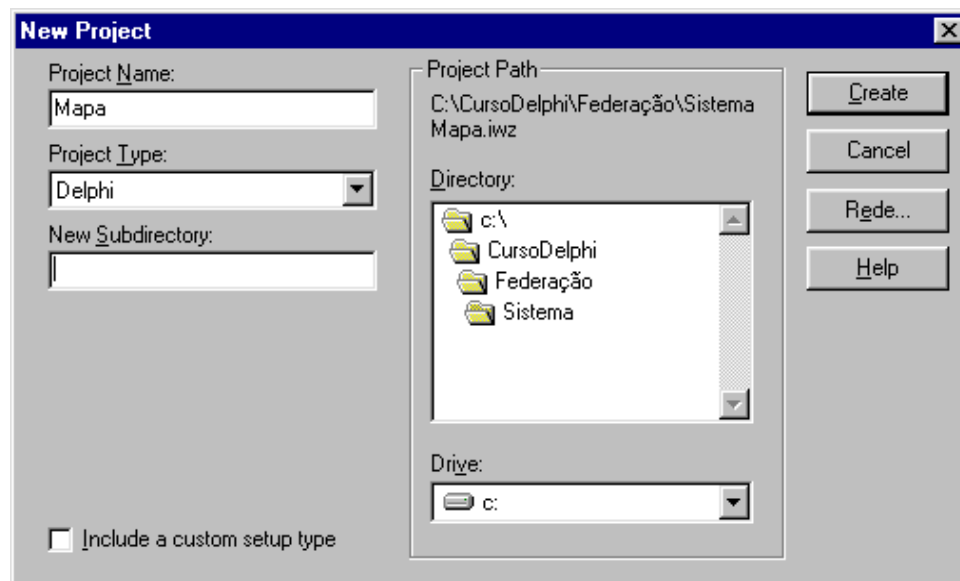 New Project
Project Name:
Mapa
Project Type:
Delphi
New Subdirectory:
Include a custom setup type
Project Path
C:\CursoDelphi\Federação\Sistema
Mapa.iwz
Directory:
c:\
CursoDelphi
Federação
Sistema
Drive:
c:
Create
Cancel
Rede...
Help